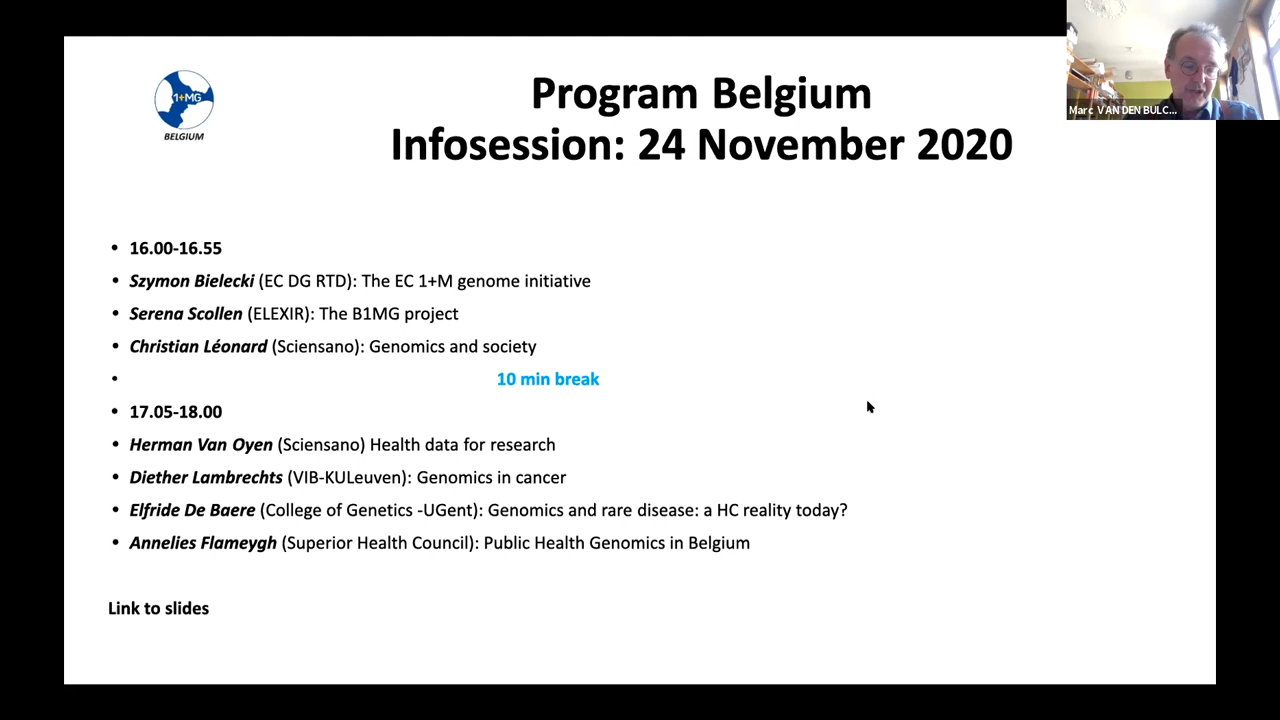 1+MG
BELGIUM
Program Belgium
Infosession: 24 November 2020
Marc VAN DEN BULC...
• 16.00-16.55
• Szymon Bielecki (EC DG RTD): The EC 1+M genome initiative
• Serena Scollen (ELEXIR): The B1MG project
• Christian Léonard (Sciensano): Genomics and society
• 10 min break
• 17.05-18.00
• Herman Van Oyen (Sciensano) Health data for research
• Diether Lambrechts (VIB-KULeuven): Genomics in cancer
• Elfride De Baere (College of Genetics -UGent): Genomics and rare disease: a HC reality today?
• Annelies Flameygh (Superior Health Council): Public Health Genomics in Belgium
Link to slides